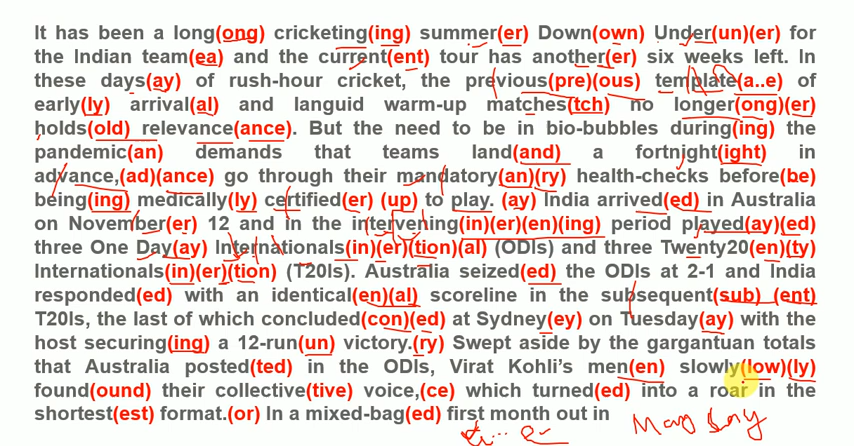 It has been a long(ong) cricketing(ing) summer(er) Down(own) Under(un)(er) for
the Indian team(ea) and the current(ent) tour has another(er) six weeks left. In
these days(ay) of rush-hour cricket, the previous(pre)(ous) template(a..e) of
early(ly) arrival(al) and languid warm-up matches(tch) no longer(ong)(er)
holds(old) relevance(ance). But the need to be in bio-bubbles during(ing) the
pandemic(an) demands that teams land(and) a fortnight(ight) in
advance,(ad)(ance) go through their mandatory(an)(ry) health-checks before(be)
being(ing) medically(ly) certified(er) (up) to play. (ay) India arrived(ed) in Australia
on November(er) 12 and in the intervening(in)(er)(en)(ing) period played(ay)(ed)
three One Day(ay) Internationals(in)(er)(tion)(al) (ODIs) and three Twenty20(en)(ty)
Internationals(in)(er)(tion) (T20Is). Australia seized(ed) the ODIs at 2-1 and India
responded(ed) with an identical(en)(al) scoreline in the subsequent(sub) (ent)
T20Is, the last of which concluded(con)(ed) at Sydney(ey) on Tuesday(ay) with the
host securing(ing) a 12-run(un) victory.(ry) Swept aside by the gargantuan totals
that Australia posted(ted) in the ODIs, Virat Kohli's men(en) slowly(low)(ly)
found(ound) their collective(tive) voice,(ce) which turned(ed) into a roar in the
shortest(est) format.(or) In a mixed-bag(ed) first month out in